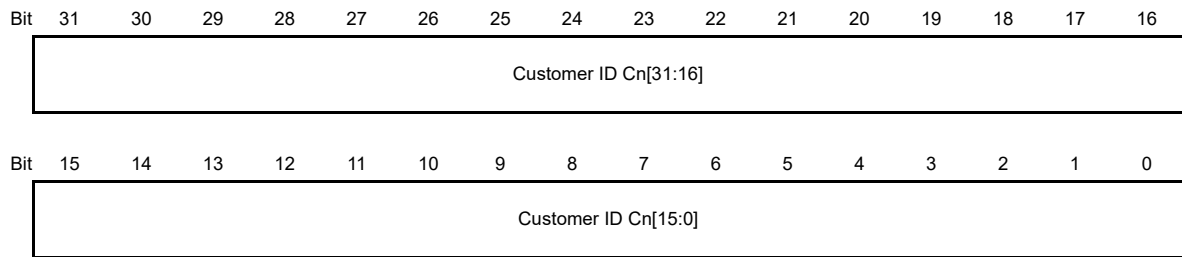 Bit 31 30 29 28 27 26 25 24 23 22 21 20 19 18 17 16
Customer ID Cn[31:16]
Bit 15 14 13 12 11 10 9 8 7 6 5 4 3 2 1 0
Customer ID Cn[15:0]